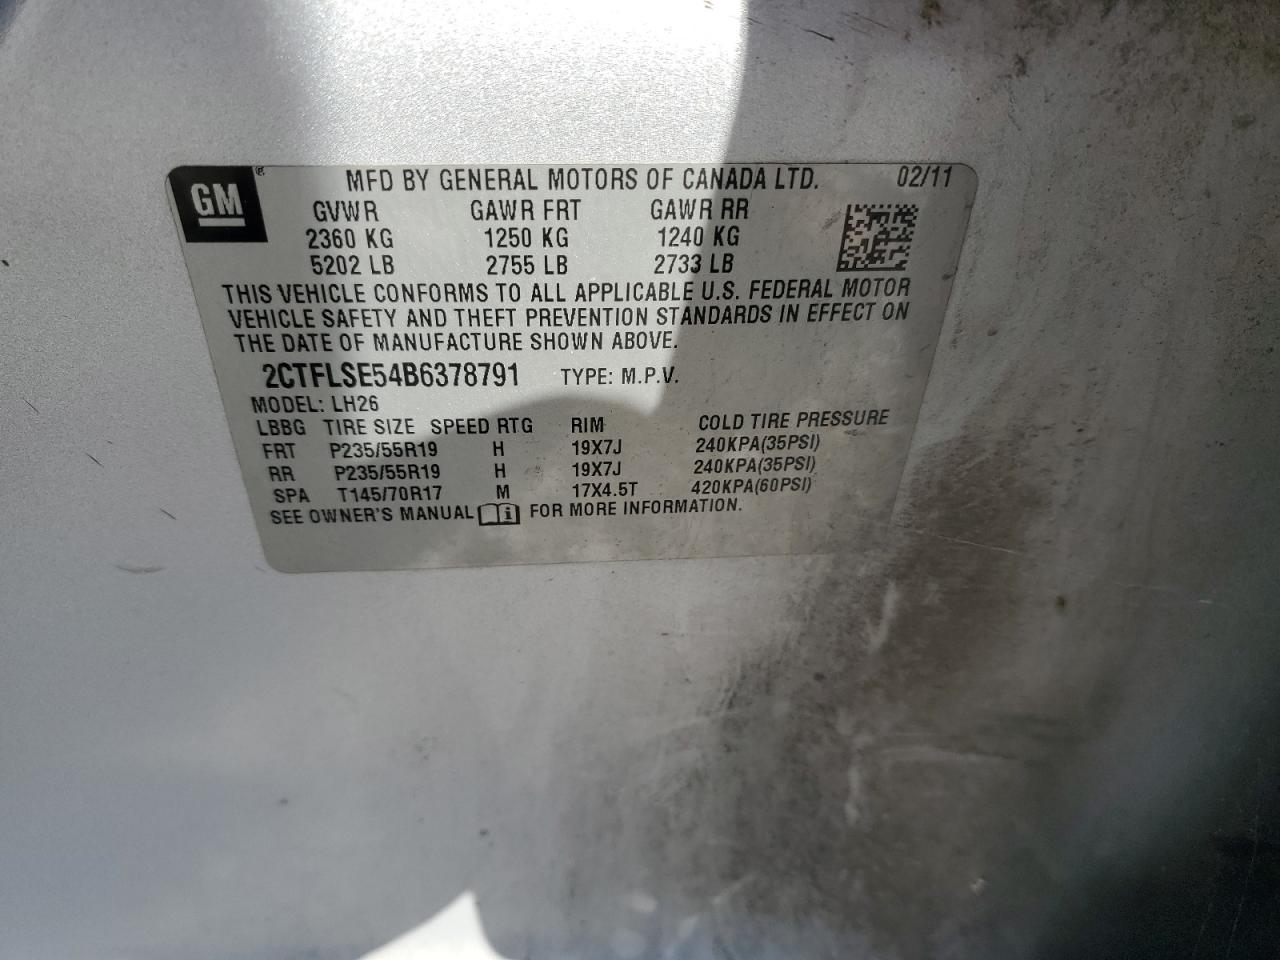 GM ® MFD BY GENERAL MOTORS OF CANADA LTD. 02/11
GVWR GAWR FRT GAWR RR
2360 KG 1250 KG 1240 KG
5202 LB 2755 LB 2733 LB
THIS VEHICLE CONFORMS TO ALL APPLICABLE U.S. FEDERAL MOTOR
VEHICLE SAFETY AND THEFT PREVENTION STANDARDS IN EFFECT ON
THE DATE OF MANUFACTURE SHOWN ABOVE.
2CTFLSE54B6378791 TYPE: M.P.V.
MODEL: LH26
LBBG TIRE SIZE SPEED RTG RIM COLD TIRE PRESSURE
FRT P235/55R19 H 19X7J 240KPA(35PSI)
RR P235/55R19 H 19X7J 240KPA(35PSI)
SPA T145/70R17 M 17X4.5T 420KPA(60PSI)
SEE OWNER'S MANUAL i FOR MORE INFORMATION.